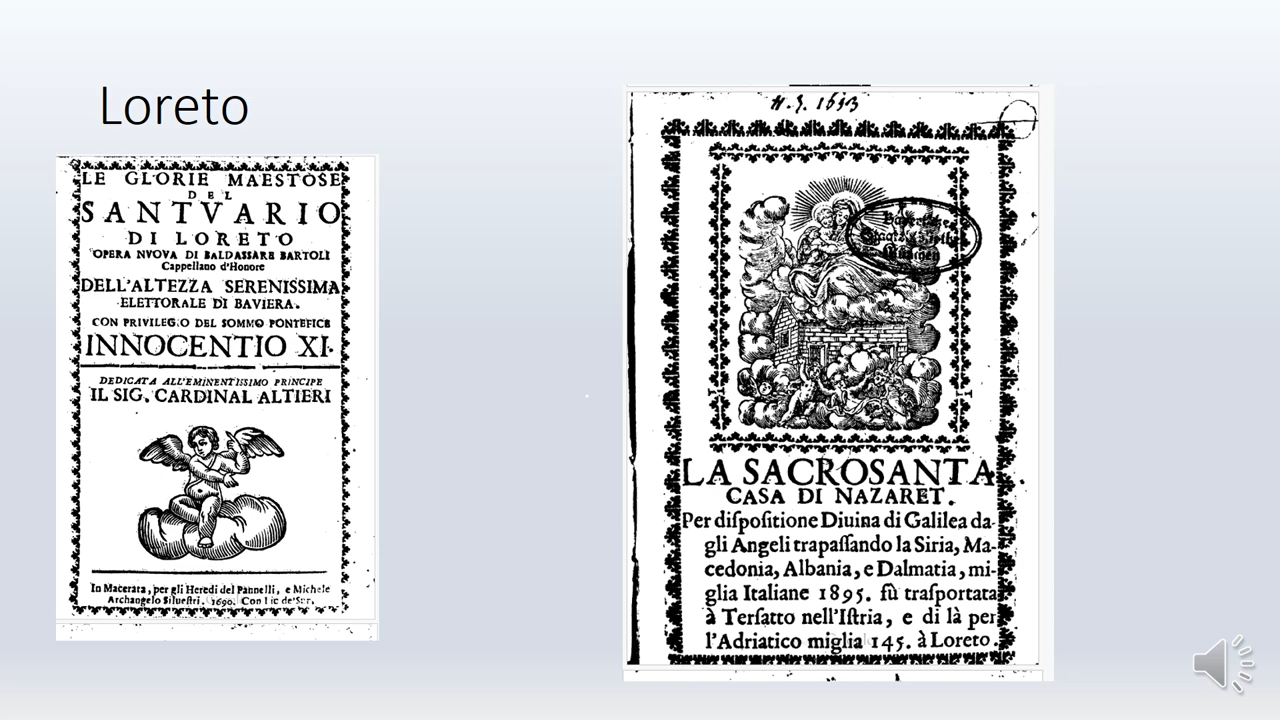 Loreto
LE GLORIE MAESTOSE
DEL
SANTVARIO
DI LORETO
OPERA NVOVA DI BALDASSARE BARTOLI
Cappellano d'Honore
DELL'ALTEZZA SERENISSIMA
ELETTORALE DI BAVIERA.
CON PRIVILEGIO DEL SOMMO PONTEFICE
INNOCENTIO XI.
DEDICATA ALL'EMINENTISSIMO PRINCIPE
IL SIG. CARDINAL ALTIERI
In Macerata, per gli Heredi del Pannelli, e Michele
Archangelo Silueſtri. 1690. Con Lic de'Sur.
LA SACROSANTA
CASA DI NAZARET.
Per diſpoſitione Diuina di Galilea da-
gli Angeli trapaſſando la Siria, Ma-
cedonia, Albania, e Dalmatia, mi-
glia Italiane 1895. fù traſportata
à Terſatto nell'Iſtria, e di là per
l'Adriatico miglia 145. à Loreto.